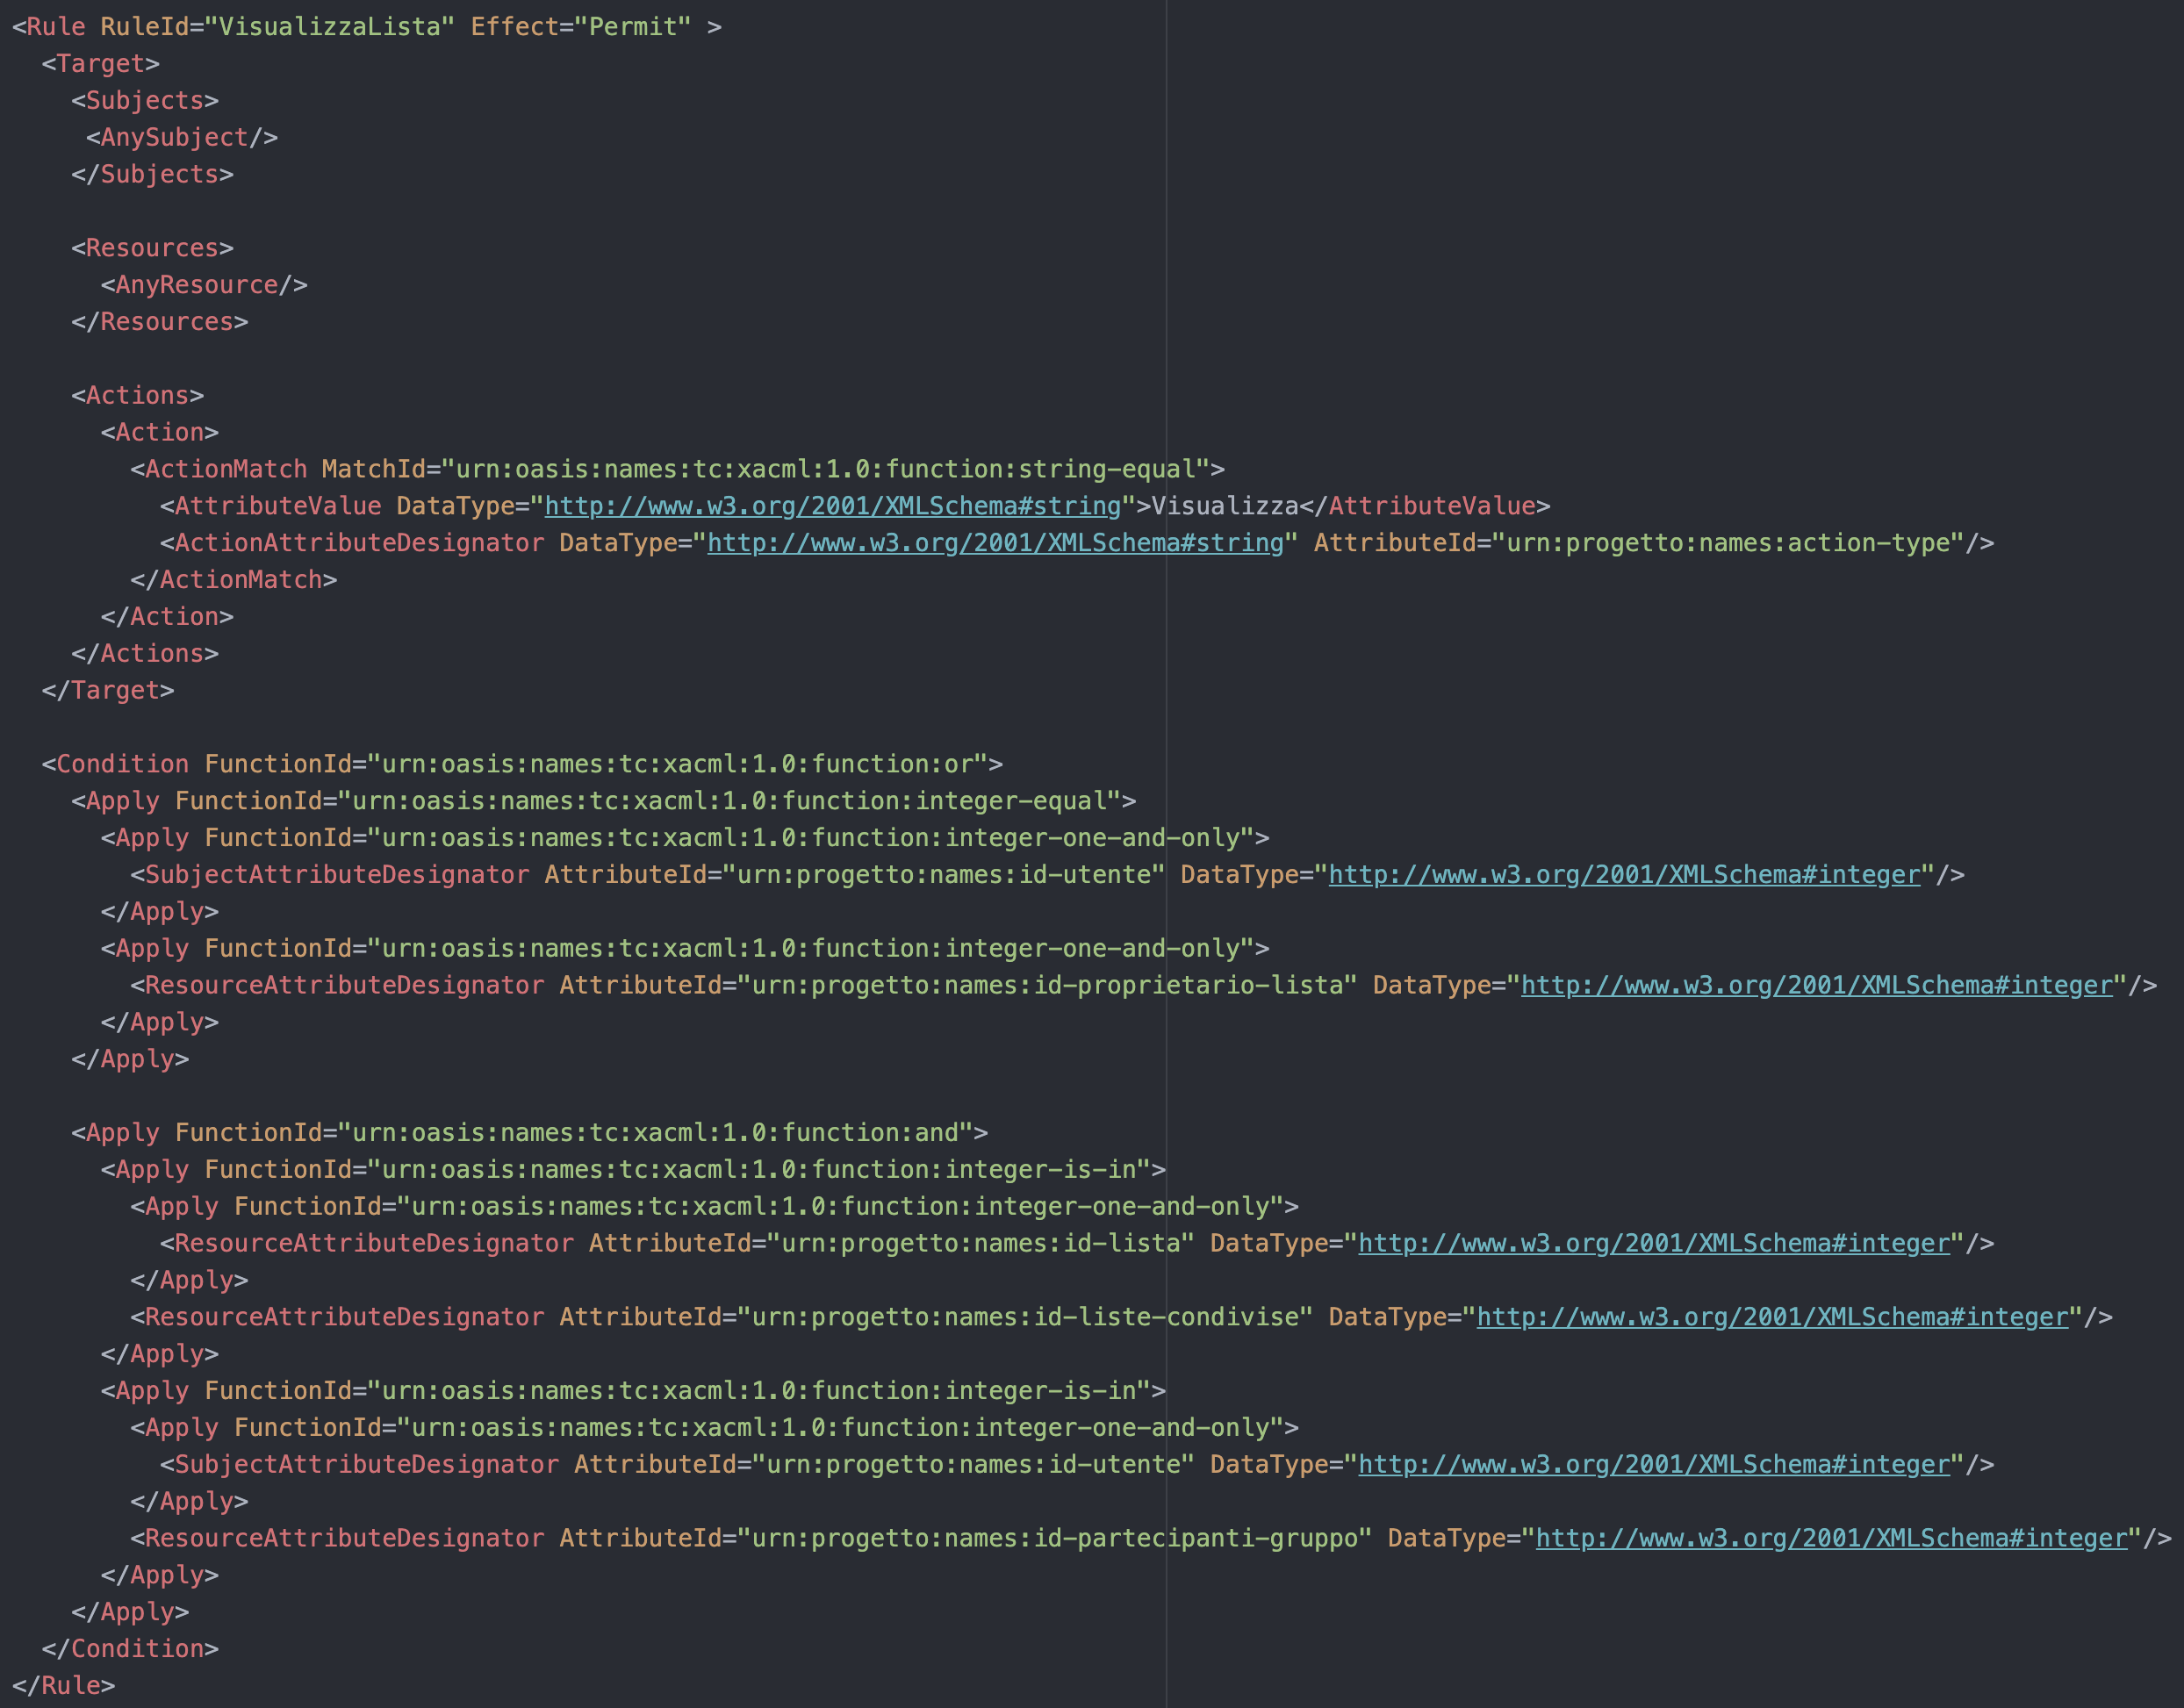 <Rule RuleId="VisualizzaLista" Effect="Permit" >
  <Target>
    <Subjects>
     <AnySubject/>
    </Subjects>

    <Resources>
      <AnyResource/>
    </Resources>

    <Actions>
      <Action>
        <ActionMatch MatchId="urn:oasis:names:tc:xacml:1.0:function:string-equal">
          <AttributeValue DataType="http://www.w3.org/2001/XMLSchema#string">Visualizza</AttributeValue>
          <ActionAttributeDesignator DataType="http://www.w3.org/2001/XMLSchema#string" AttributeId="urn:progetto:names:action-type"/>
        </ActionMatch>
      </Action>
    </Actions>
  </Target>

  <Condition FunctionId="urn:oasis:names:tc:xacml:1.0:function:or">
    <Apply FunctionId="urn:oasis:names:tc:xacml:1.0:function:integer-equal">
      <Apply FunctionId="urn:oasis:names:tc:xacml:1.0:function:integer-one-and-only">
        <SubjectAttributeDesignator AttributeId="urn:progetto:names:id-utente" DataType="http://www.w3.org/2001/XMLSchema#integer"/>
      </Apply>
      <Apply FunctionId="urn:oasis:names:tc:xacml:1.0:function:integer-one-and-only">
        <ResourceAttributeDesignator AttributeId="urn:progetto:names:id-proprietario-lista" DataType="http://www.w3.org/2001/XMLSchema#integer"/>
      </Apply>
    </Apply>

    <Apply FunctionId="urn:oasis:names:tc:xacml:1.0:function:and">
      <Apply FunctionId="urn:oasis:names:tc:xacml:1.0:function:integer-is-in">
        <Apply FunctionId="urn:oasis:names:tc:xacml:1.0:function:integer-one-and-only">
          <ResourceAttributeDesignator AttributeId="urn:progetto:names:id-lista" DataType="http://www.w3.org/2001/XMLSchema#integer"/>
        </Apply>
        <ResourceAttributeDesignator AttributeId="urn:progetto:names:id-liste-condivise" DataType="http://www.w3.org/2001/XMLSchema#integer"/>
      </Apply>
      <Apply FunctionId="urn:oasis:names:tc:xacml:1.0:function:integer-is-in">
        <Apply FunctionId="urn:oasis:names:tc:xacml:1.0:function:integer-one-and-only">
          <SubjectAttributeDesignator AttributeId="urn:progetto:names:id-utente" DataType="http://www.w3.org/2001/XMLSchema#integer"/>
        </Apply>
        <ResourceAttributeDesignator AttributeId="urn:progetto:names:id-partecipanti-gruppo" DataType="http://www.w3.org/2001/XMLSchema#integer"/>
      </Apply>
    </Apply>
  </Condition>
</Rule>